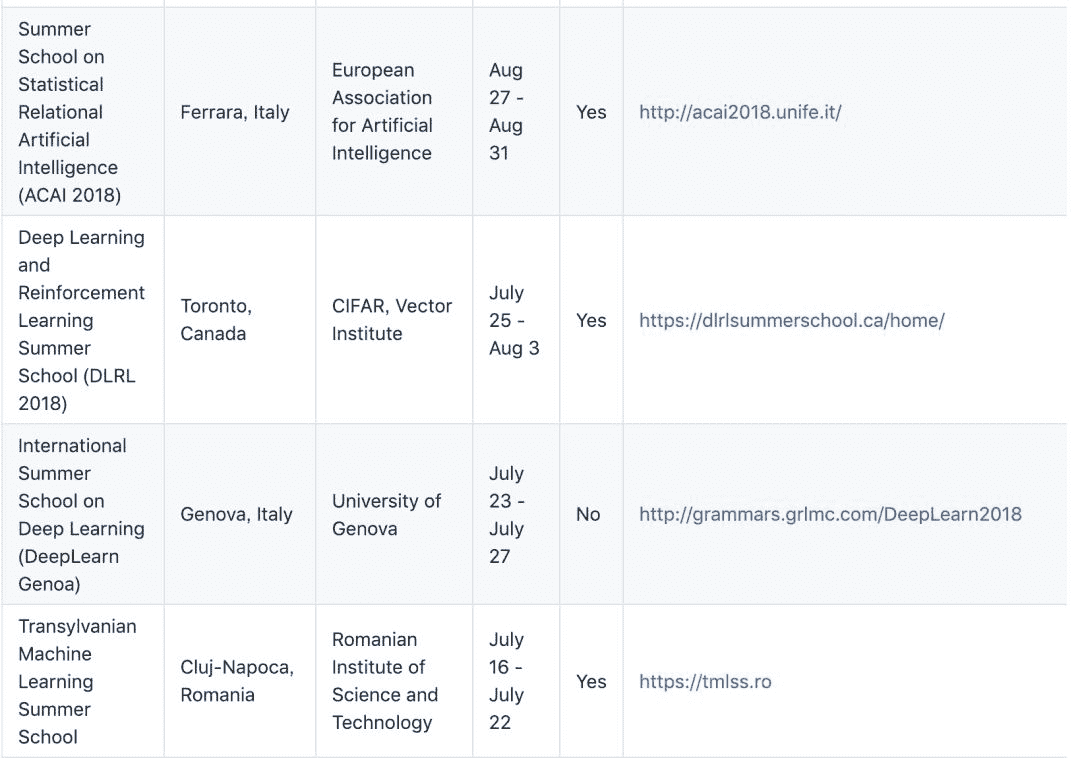 Summer
School on
Statistical
Relational
Artificial
Intelligence
(ACAI 2018)
Ferrara, Italy
European
Association
for Artificial
Intelligence
Aug
27 -
Aug
31
Yes
http://acai2018.unife.it/
Deep Learning
and
Reinforcement
Learning
Summer
School (DLRL
2018)
Toronto,
Canada
CIFAR, Vector
Institute
July
25 -
Aug 3
Yes
https://dlrlsummerschool.ca/home/
International
Summer
School on
Deep Learning
(DeepLearn
Genoa)
Genova, Italy
University of
Genova
July
23 -
July
27
No
http://grammars.grlmc.com/DeepLearn2018
Transylvanian
Machine
Learning
Summer
School
Cluj-Napoca,
Romania
Romanian
Institute of
Science and
Technology
July
16 -
July
22
Yes
https://tmlss.ro